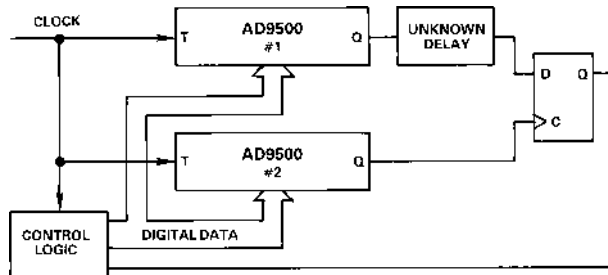 CLOCK
T
AD9500
#1
Q
UNKNOWN
DELAY
D
Q
C
T
AD9500
#2
Q
CONTROL
LOGIC
DIGITAL DATA